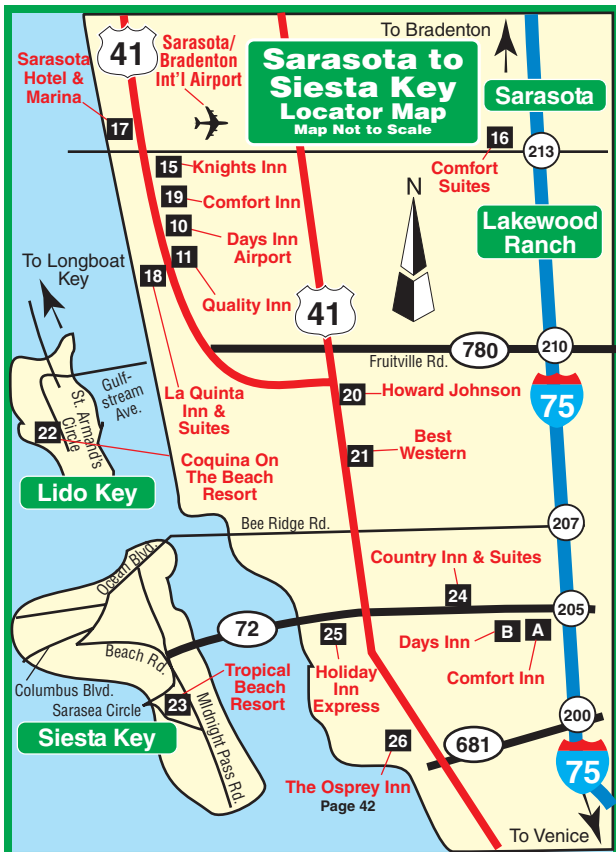 To Bradenton
41
Sarasota/
Bradenton
Int'l Airport
Sarasota
Hotel &
Marina
17
Sarasota to
Siesta Key
Locator Map
Map Not to Scale
Sarasota
16
Comfort
Suites
213
15 Knights Inn
19 Comfort Inn
10 Days Inn
Airport
11
Quality Inn
18
N
Lakewood
Ranch
To Longboat
Key
41
780
210
Fruitville Rd.
Gulf-
stream
Ave.
St. Armand's
Circle
La Quinta
Inn &
Suites
20 Howard Johnson
75
22
Coquina On
The Beach
Resort
21
Best
Western
Lido Key
Bee Ridge Rd.
207
Ocean Blvd.
Country Inn & Suites
24
205
72
Beach Rd.
25
Holiday
Inn
Express
Days Inn
B
A
Comfort Inn
Columbus Blvd.
Sarasea Circle
23
Tropical
Beach
Resort
Siesta Key
MIdnight Pass Rd.
200
681
26
The Osprey Inn
Page 42
75
To Venice